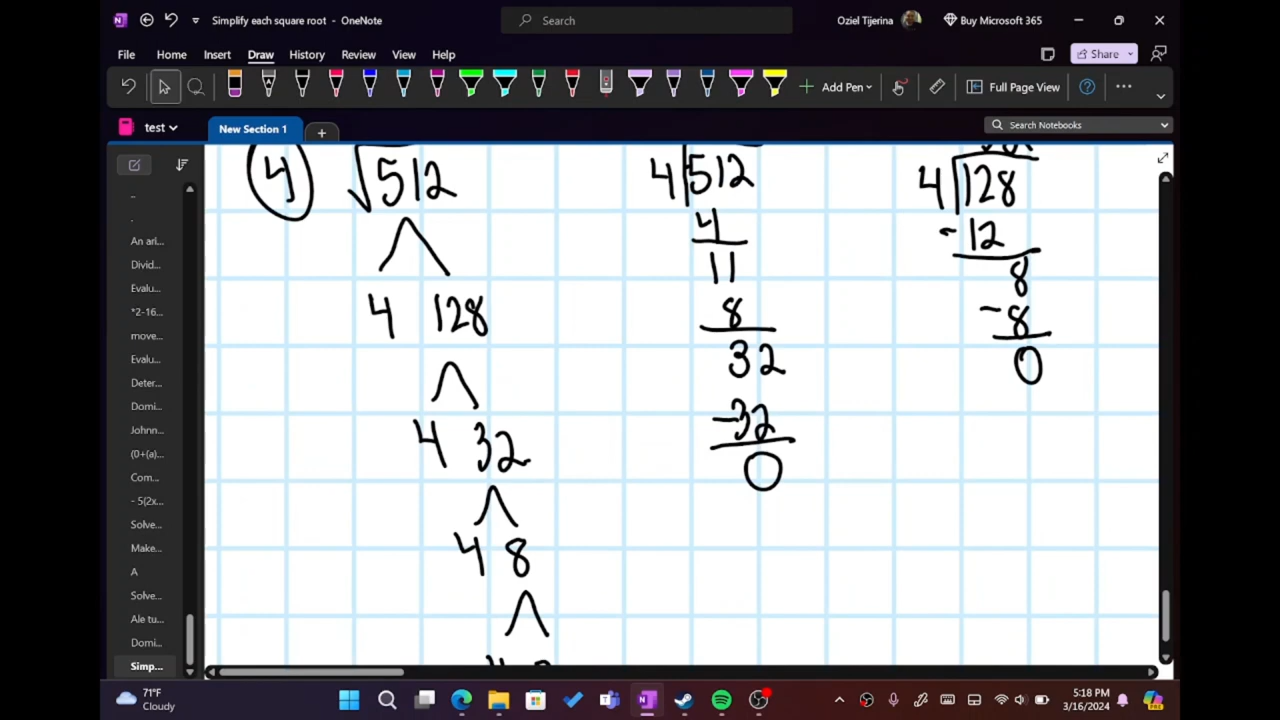 Simplify each square root - OneNote
Search
Oziel Tijerina
Buy Microsoft 365
File Home Insert Draw History Review View Help
Share
Add Pen
Full Page View
test
New Section 1
+
Search Notebooks
An ari...
Divid...
Evalu...
*2-16...
move...
Evalu...
Deter...
Domi...
Johnn...
(0+(a)...
Com...
- 5(2x...
Solve...
Make...
A
Solve...
Ale tu...
Domi...
Simp...
4 √512
4 128
4 32
4 8
4 512
4
11
8
32
-32
0
4 128
-12
8
-8
0
71°F
Cloudy
5:18 PM
3/16/2024